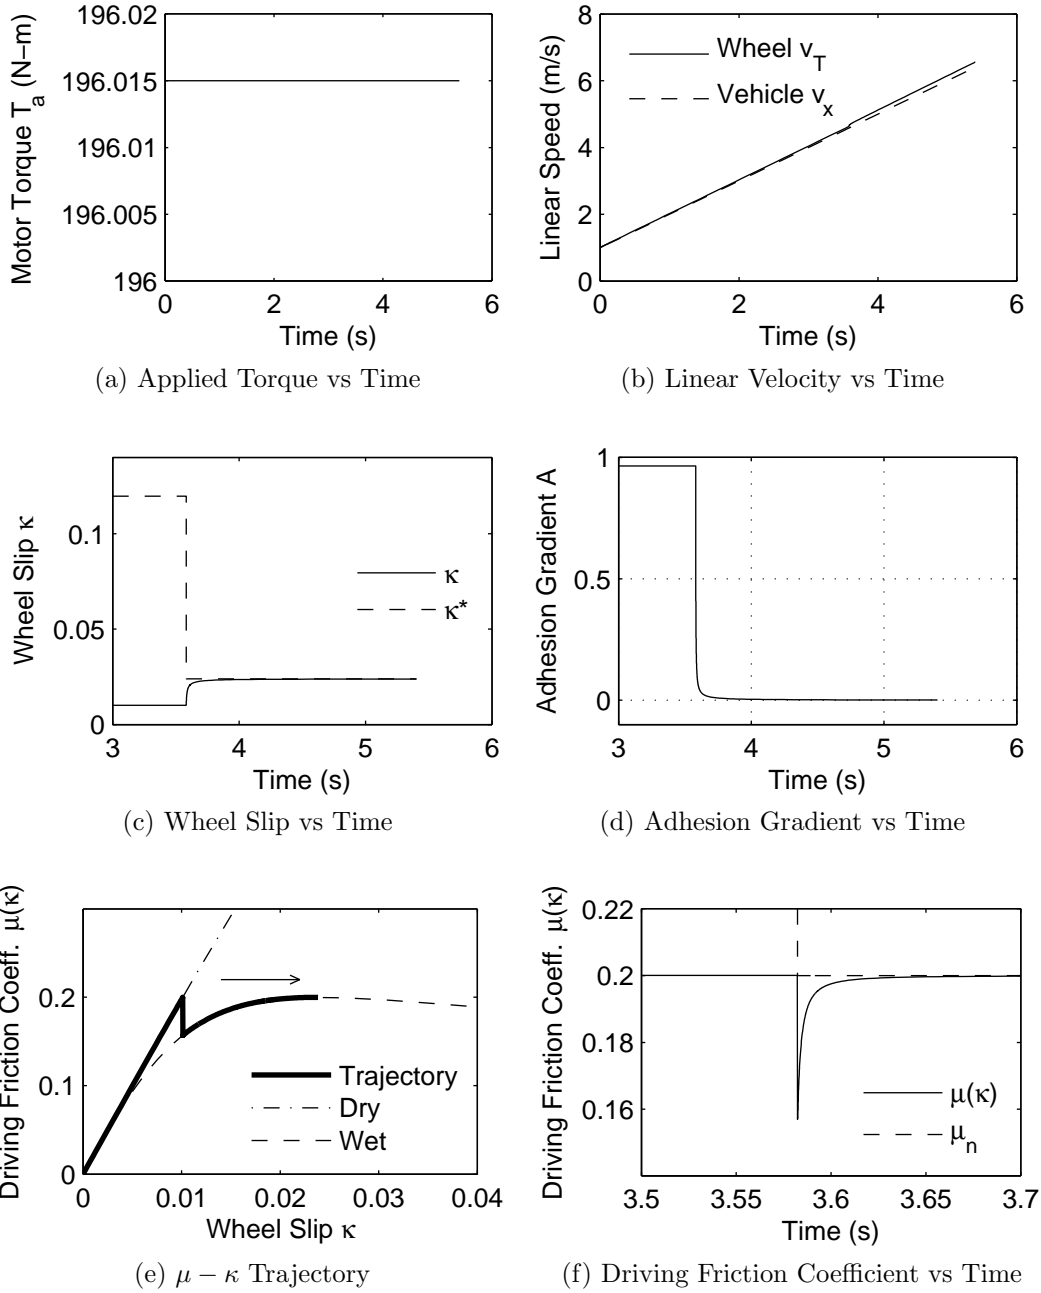 Motor Torque T_a (N−m)
196.02
196.015
196.01
196.005
196
0 2 4 6
Time (s)
(a) Applied Torque vs Time
Linear Speed (m/s)
8
6
4
2
0
Wheel v_T
Vehicle v_x
0 2 4 6
Time (s)
(b) Linear Velocity vs Time
Wheel Slip κ
0.1
0.05
0
κ
κ*
3 4 5 6
Time (s)
(c) Wheel Slip vs Time
Adhesion Gradient A
1
0.5
0
3 4 5 6
Time (s)
(d) Adhesion Gradient vs Time
Driving Friction Coeff. μ(κ)
0.2
0.1
0
Trajectory
Dry
Wet
0 0.01 0.02 0.03 0.04
Wheel Slip κ
(e) μ − κ Trajectory
Driving Friction Coeff. μ(κ)
0.22
0.2
0.18
0.16
μ(κ)
μ_n
3.5 3.55 3.6 3.65 3.7
Time (s)
(f) Driving Friction Coefficient vs Time